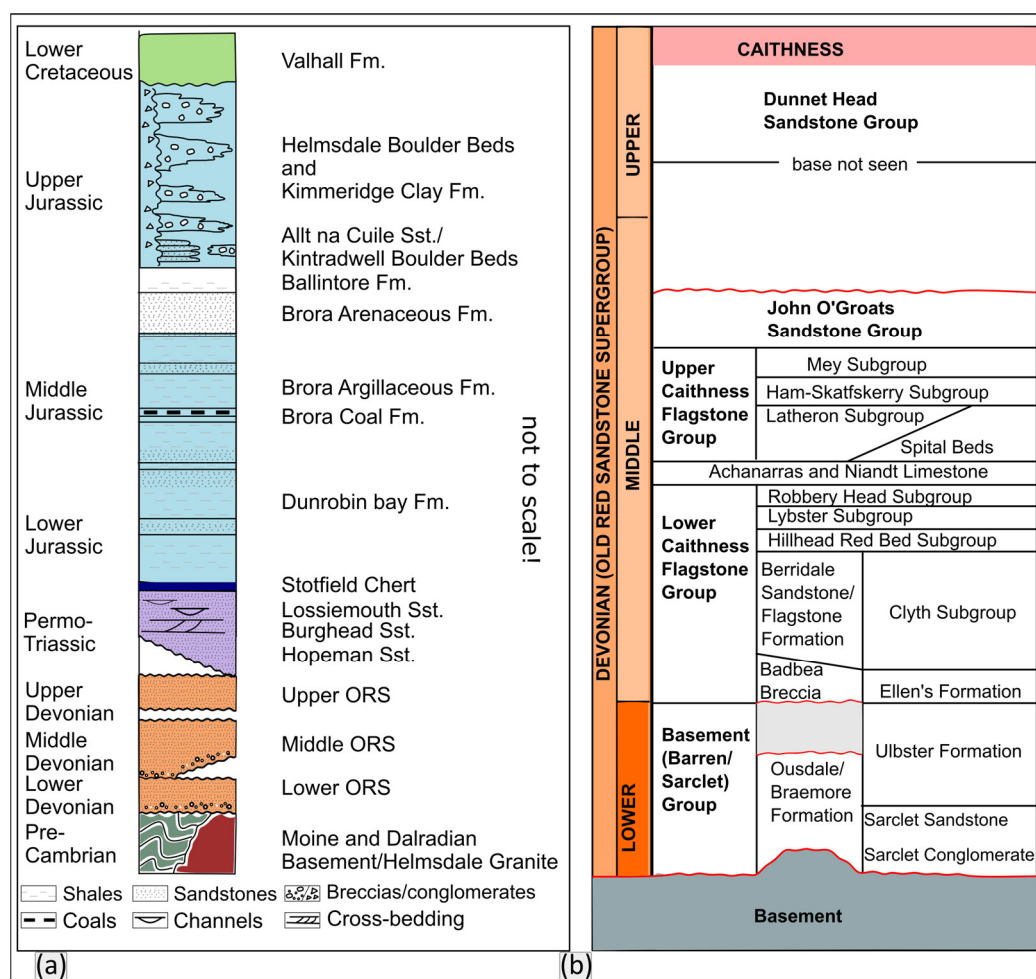 Lower
Cretaceous
Valhall Fm.
Upper
Jurassic
Helmsdale Boulder Beds
and
Kimmeridge Clay Fm.
Allt na Cuile Sst./
Kintradwell Boulder Beds
Ballintore Fm.
Brora Arenaceous Fm.
Middle
Jurassic
Brora Argillaceous Fm.
Brora Coal Fm.
Dunrobin bay Fm.
Lower
Jurassic
not to scale!
Stotfield Chert
Permo-
Triassic
Lossiemouth Sst.
Burghead Sst.
Hopeman Sst.
Upper
Devonian
Upper ORS
Middle
Devonian
Middle ORS
Lower
Devonian
Lower ORS
Pre-
Cambrian
Moine and Dalradian
Basement/Helmsdale Granite
Shales
Sandstones
Breccias/conglomerates
Coals
Channels
Cross-bedding
(a)
DEVONIAN (OLD RED SANDSTONE SUPERGROUP)
UPPER
MIDDLE
LOWER
CAITHNESS
Dunnet Head
Sandstone Group
base not seen
John O'Groats
Sandstone Group
Upper
Caithness
Flagstone
Group
Mey Subgroup
Ham-Skatfskerry Subgroup
Latheron Subgroup
Spital Beds
Achanarras and Niandt Limestone
Lower
Caithness
Flagstone
Group
Robbery Head Subgroup
Lybster Subgroup
Hillhead Red Bed Subgroup
Berridale
Sandstone/
Flagstone
Formation
Clyth Subgroup
Badbea
Breccia
Ellen's Formation
Basement
(Barren/
Sarclet)
Group
Ulbster Formation
Ousdale/
Braemore
Formation
Sarclet Sandstone
Sarclet Conglomerate
Basement
(b)